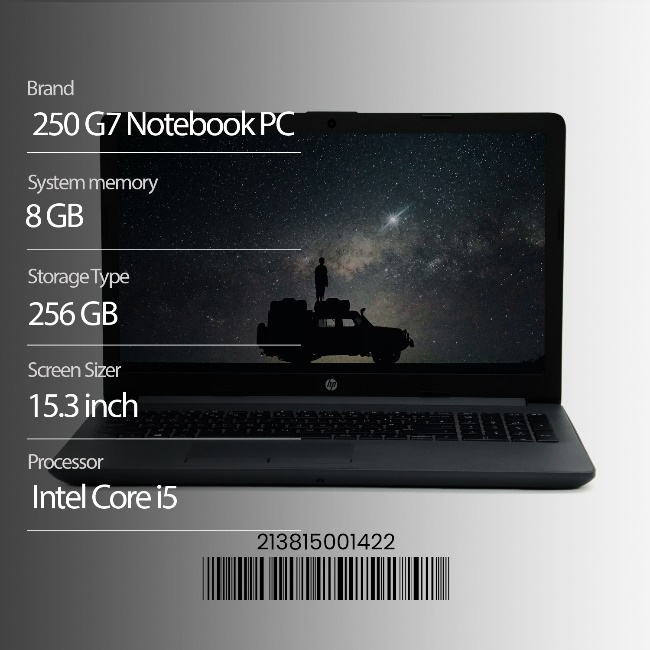 Brand
250 G7 Notebook PC
System memory
8 GB
Storage Type
256 GB
Screen Sizer
15.3 inch
hp
Processor
Intel Core i5
213815001422